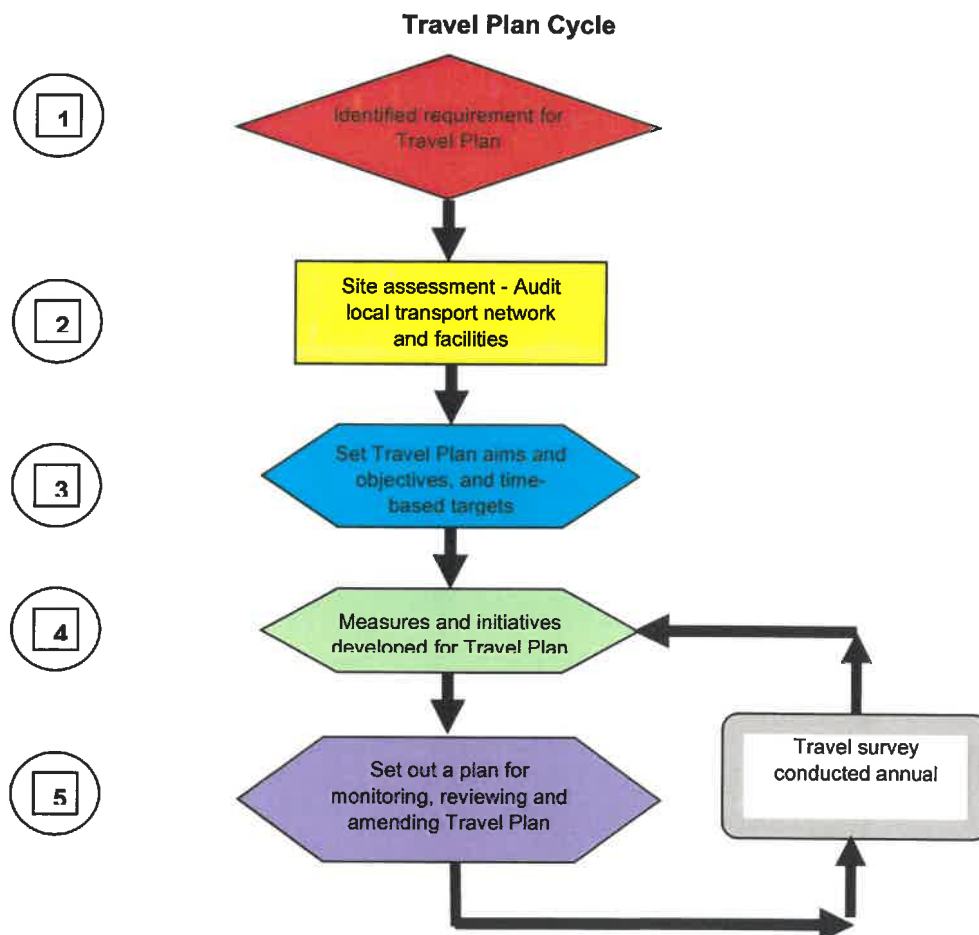 Travel Plan Cycle
1
Identified requirement for
Travel Plan
2
Site assessment - Audit
local transport network
and facilities
3
Set Travel Plan aims and
objectives, and time-
based targets
4
Measures and initiatives
developed for Travel Plan
5
Set out a plan for
monitoring, reviewing and
amending Travel Plan
Travel survey
conducted annual